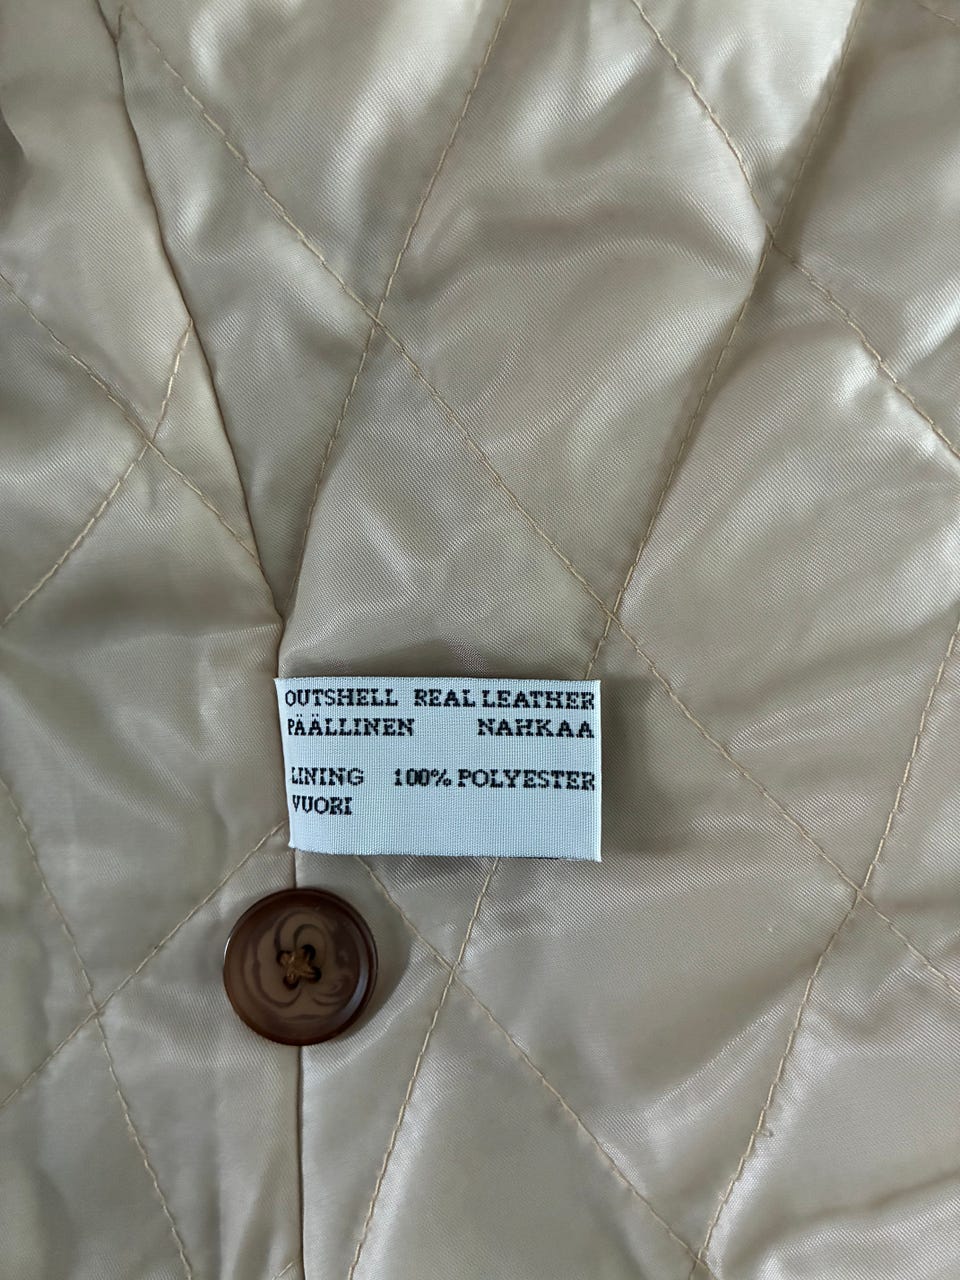 OUTSHELL REAL LEATHER
PÄÄLLINEN NAHKAA
LINING 100% POLYESTER
VUORI